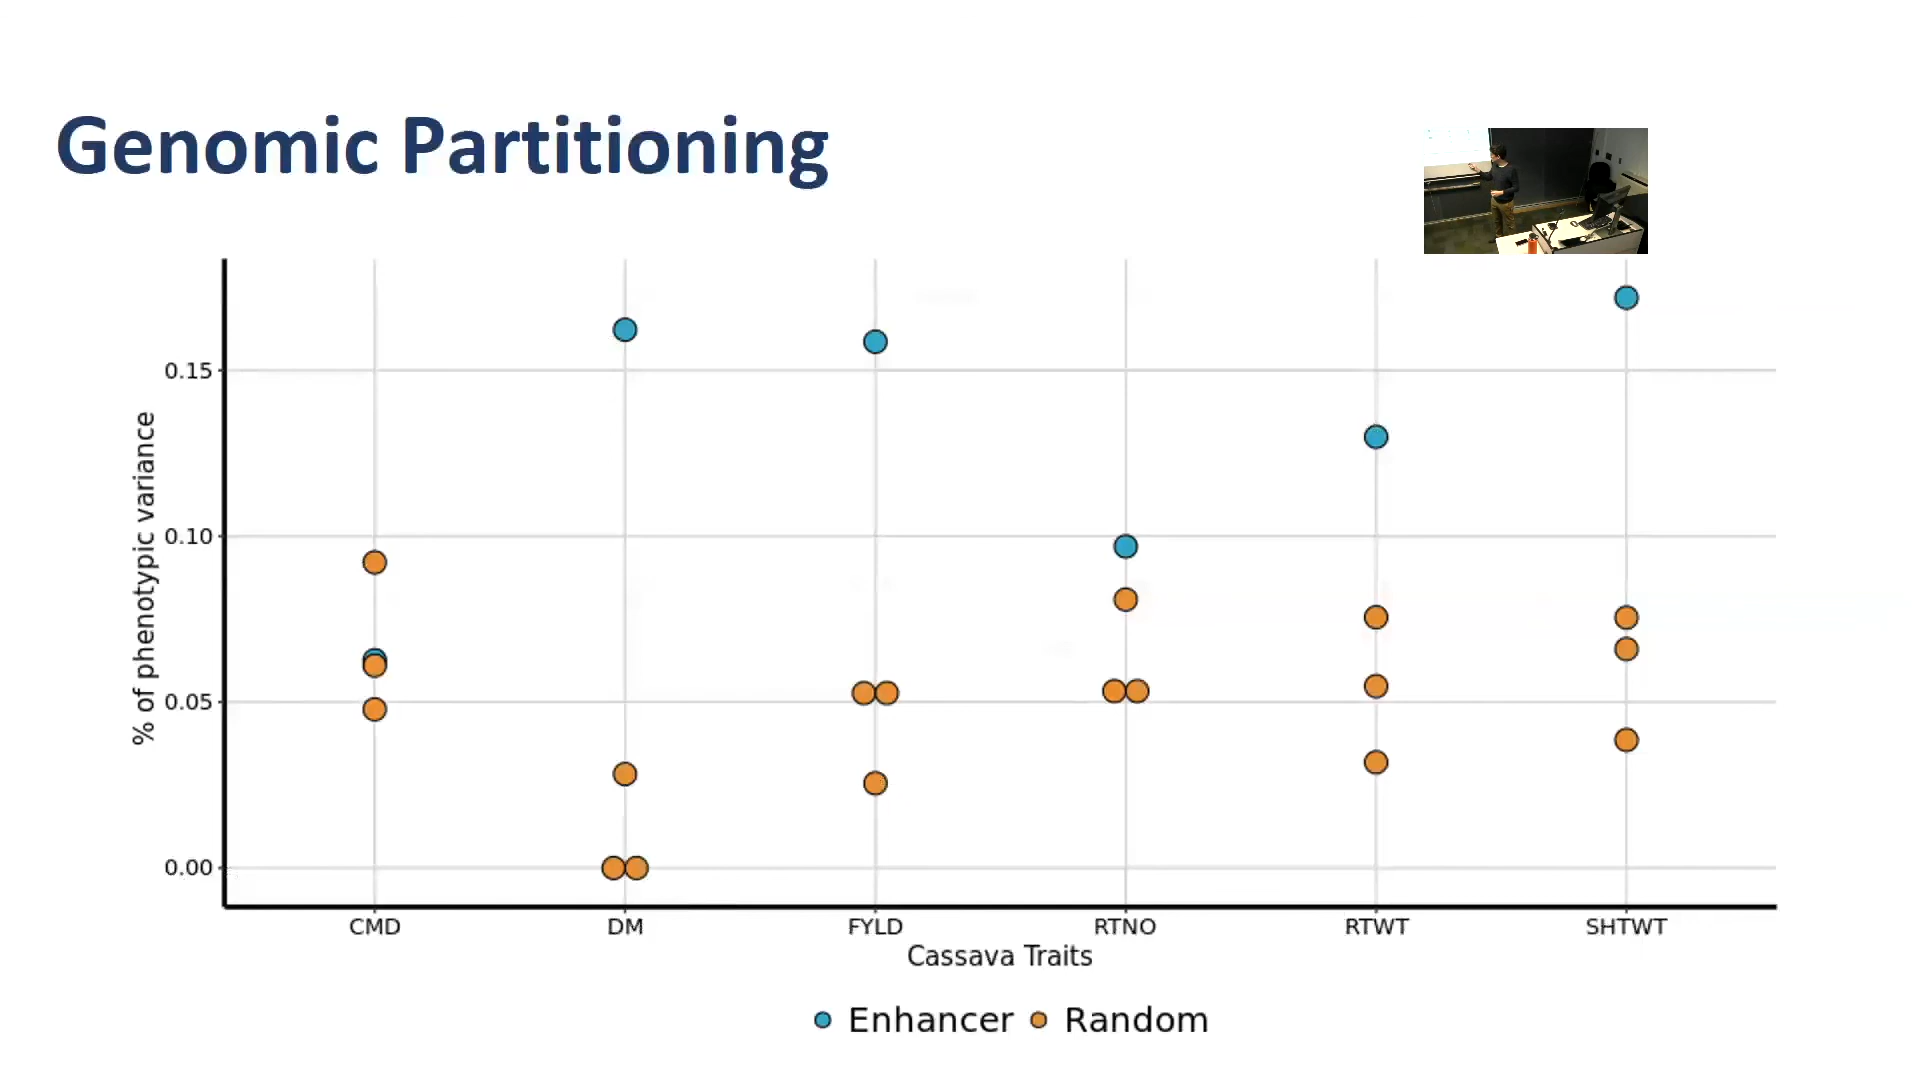 Genomic Partitioning
% of phenotypic variance
0.15
0.10
0.05
0.00
CMD DM FYLD RTNO RTWT SHTWT
Cassava Traits
Enhancer Random